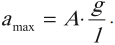 a_max = A · g/l.